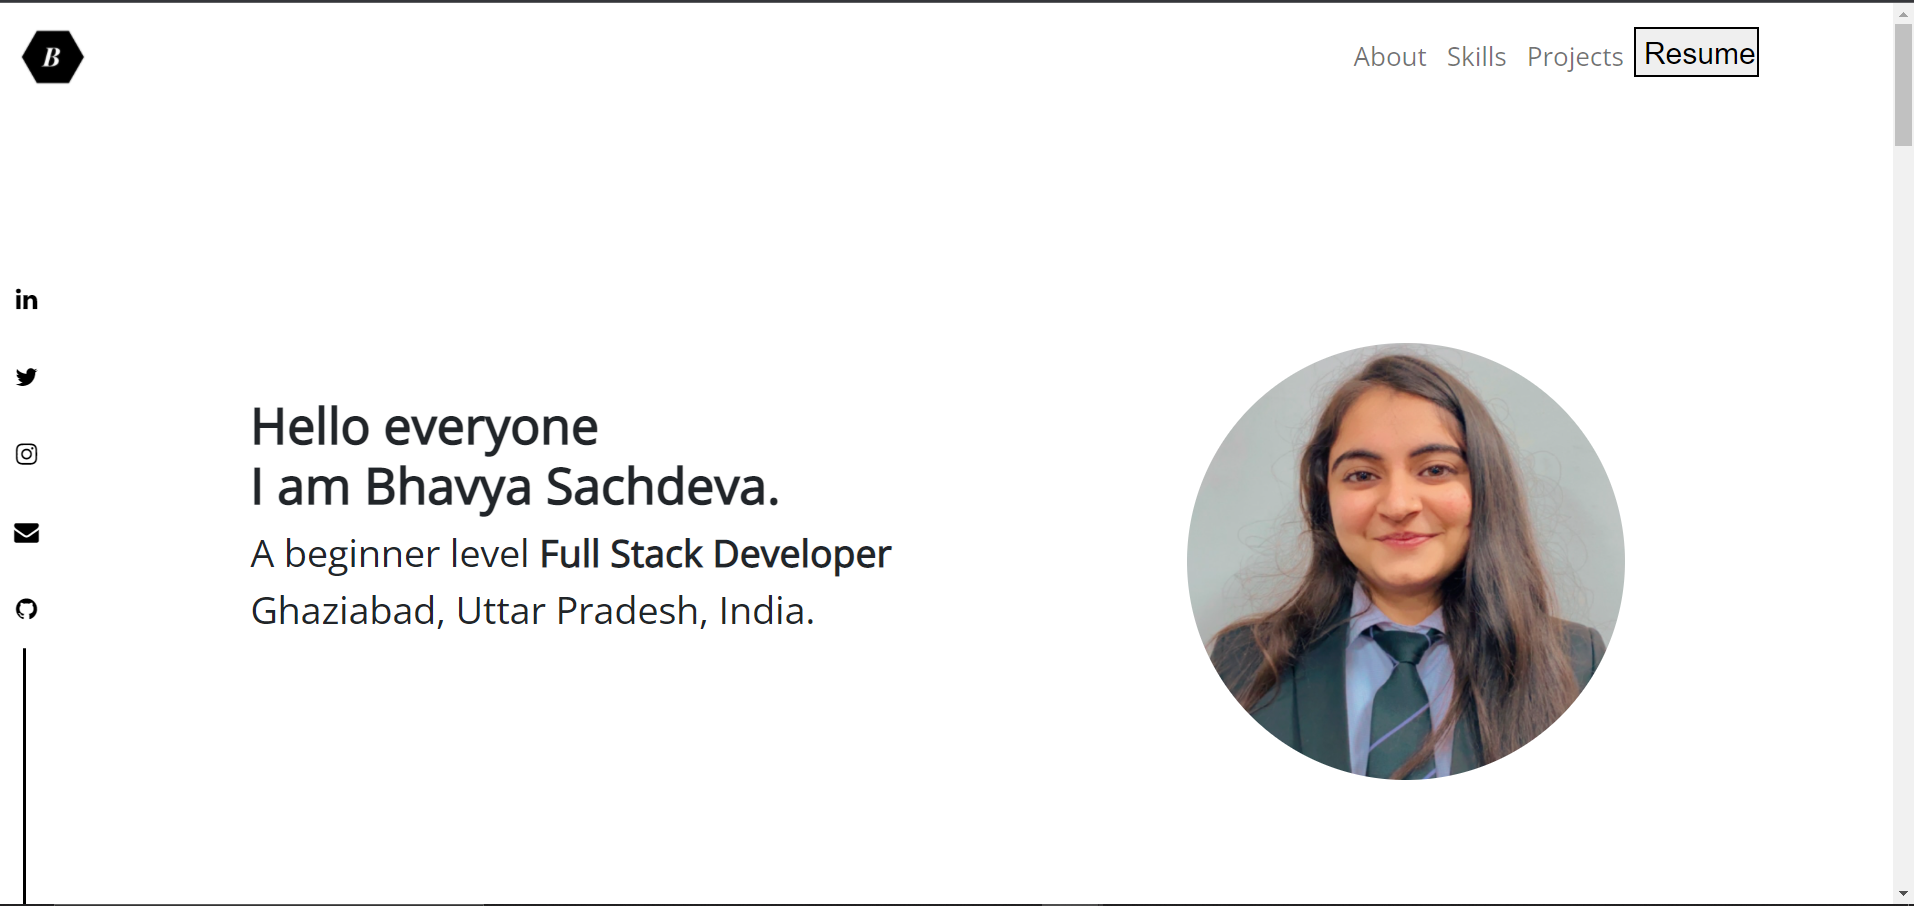 B
About Skills Projects Resume
in
Hello everyone
I am Bhavya Sachdeva.
A beginner level Full Stack Developer
Ghaziabad, Uttar Pradesh, India.